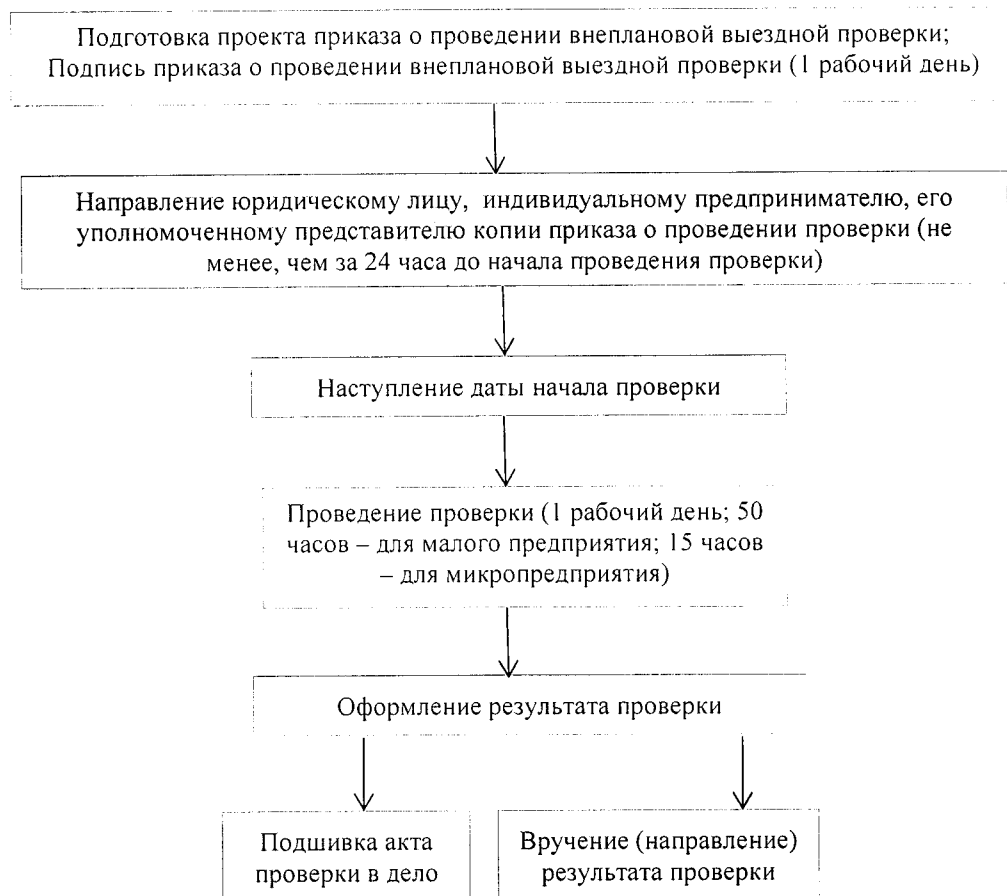 Подготовка проекта приказа о проведении внеплановой выездной проверки;
Подпись приказа о проведении внеплановой выездной проверки (1 рабочий день)
Направление юридическому лицу, индивидуальному предпринимателю, его
уполномоченному представителю копии приказа о проведении проверки (не
менее, чем за 24 часа до начала проведения проверки)
Наступление даты начала проверки
Проведение проверки (1 рабочий день; 50
часов – для малого предприятия; 15 часов
– для микропредприятия)
Оформление результата проверки
Подшивка акта
проверки в дело
Вручение (направление)
результата проверки